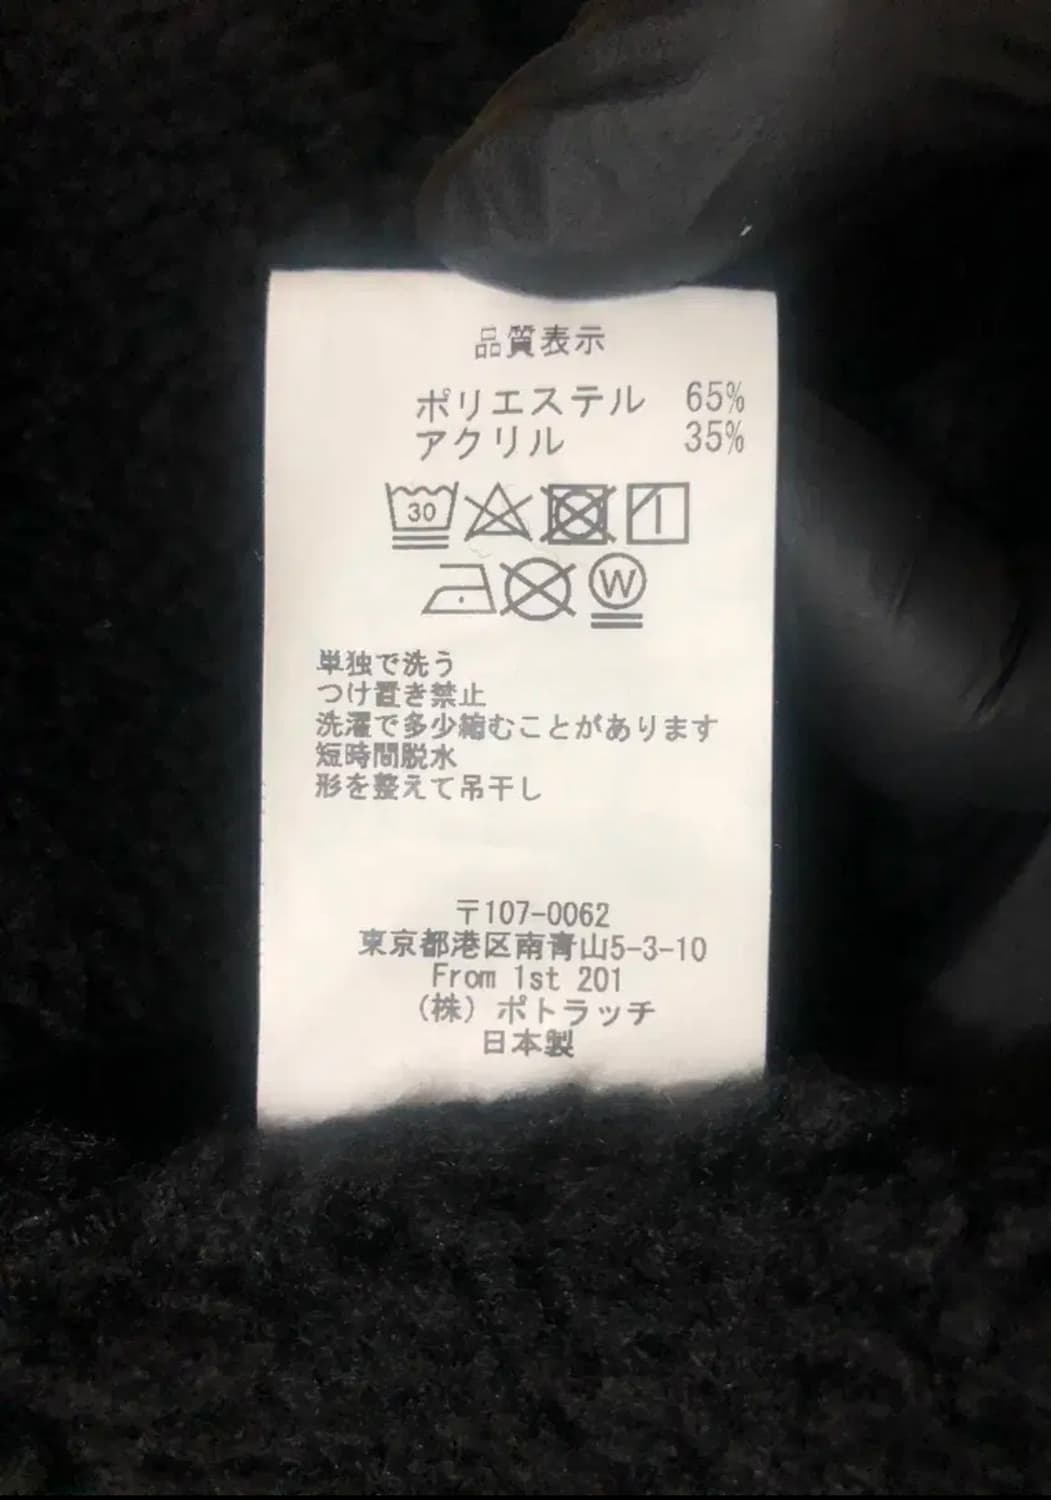 品質表示
ポリエステル 65%
アクリル 35%
30
W
単独で洗う
つけ置き禁止
洗濯で多少縮むことがあります
短時間脱水
形を整えて吊干し
〒107-0062
東京都港区南青山5-3-10
From 1st 201
(株) ポトラッチ
日本製